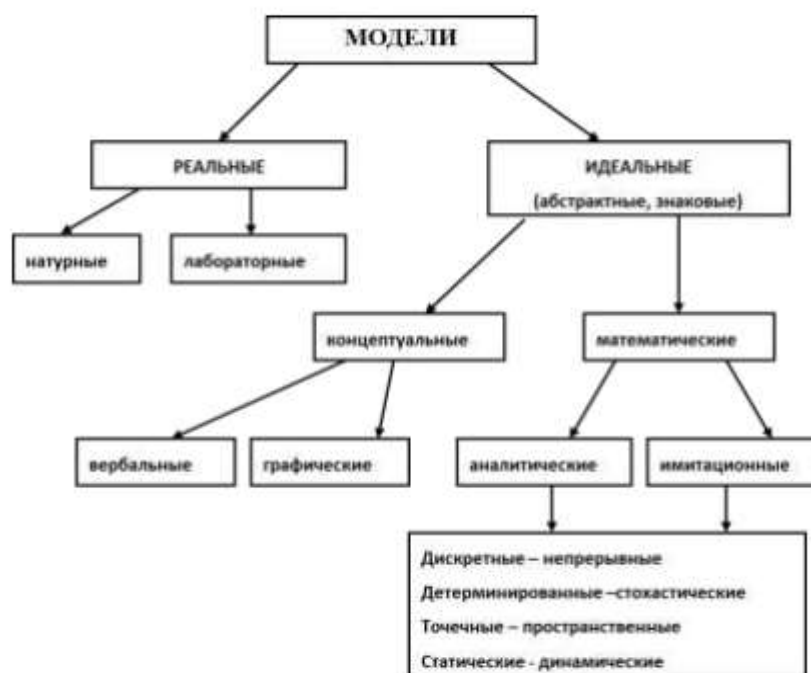 МОДЕЛИ
РЕАЛЬНЫЕ
ИДЕАЛЬНЫЕ
(абстрактные, знаковые)
натурные
лабораторные
концептуальные
математические
вербальные
графические
аналитические
имитационные
Дискретные – непрерывные
Детерминированные –стохастические
Точечные – пространственные
Статические - динамические